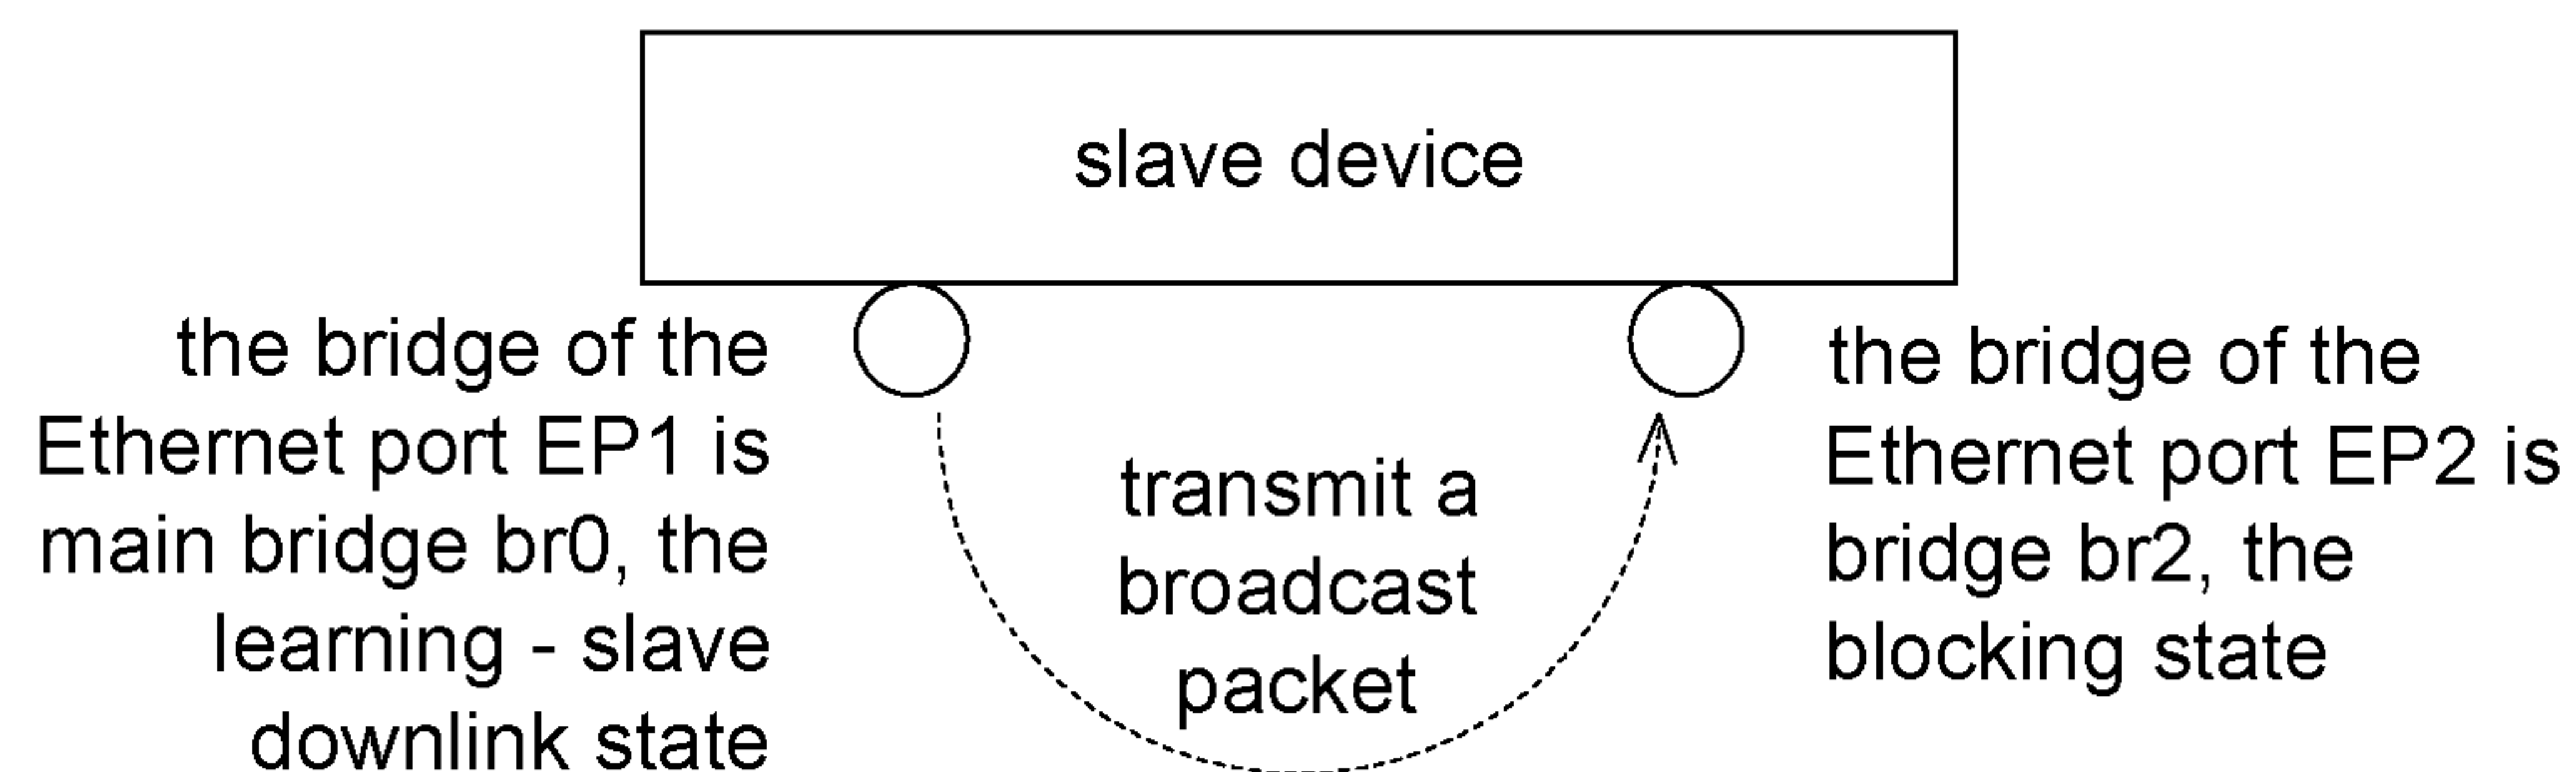 slave device
the bridge of the
Ethernet port EP1 is
main bridge br0, the
learning - slave
downlink state
transmit a
broadcast
packet
the bridge of the
Ethernet port EP2 is
bridge br2, the
blocking state